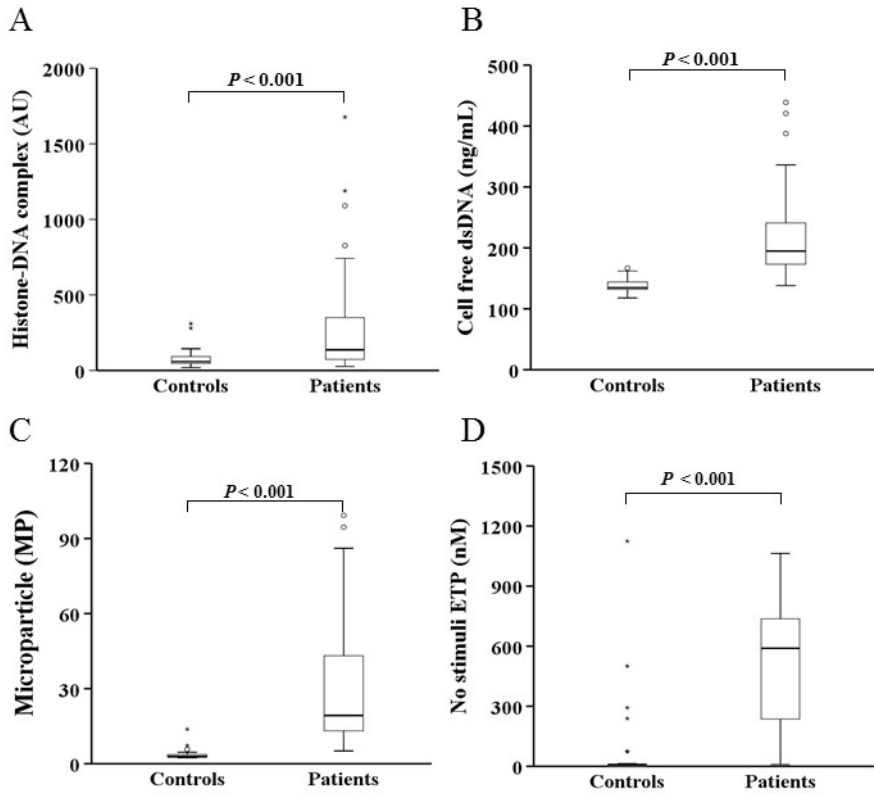 A
Histone-DNA complex (AU)
2000
1500
1000
500
0
P < 0.001
Controls
Patients
B
Cell free dsDNA (ng/mL)
500
400
300
200
100
0
P < 0.001
Controls
Patients
C
Microparticle (MP)
120
90
60
30
0
P < 0.001
Controls
Patients
D
No stimuli ETP (nM)
1500
1200
900
600
300
0
P < 0.001
Controls
Patients